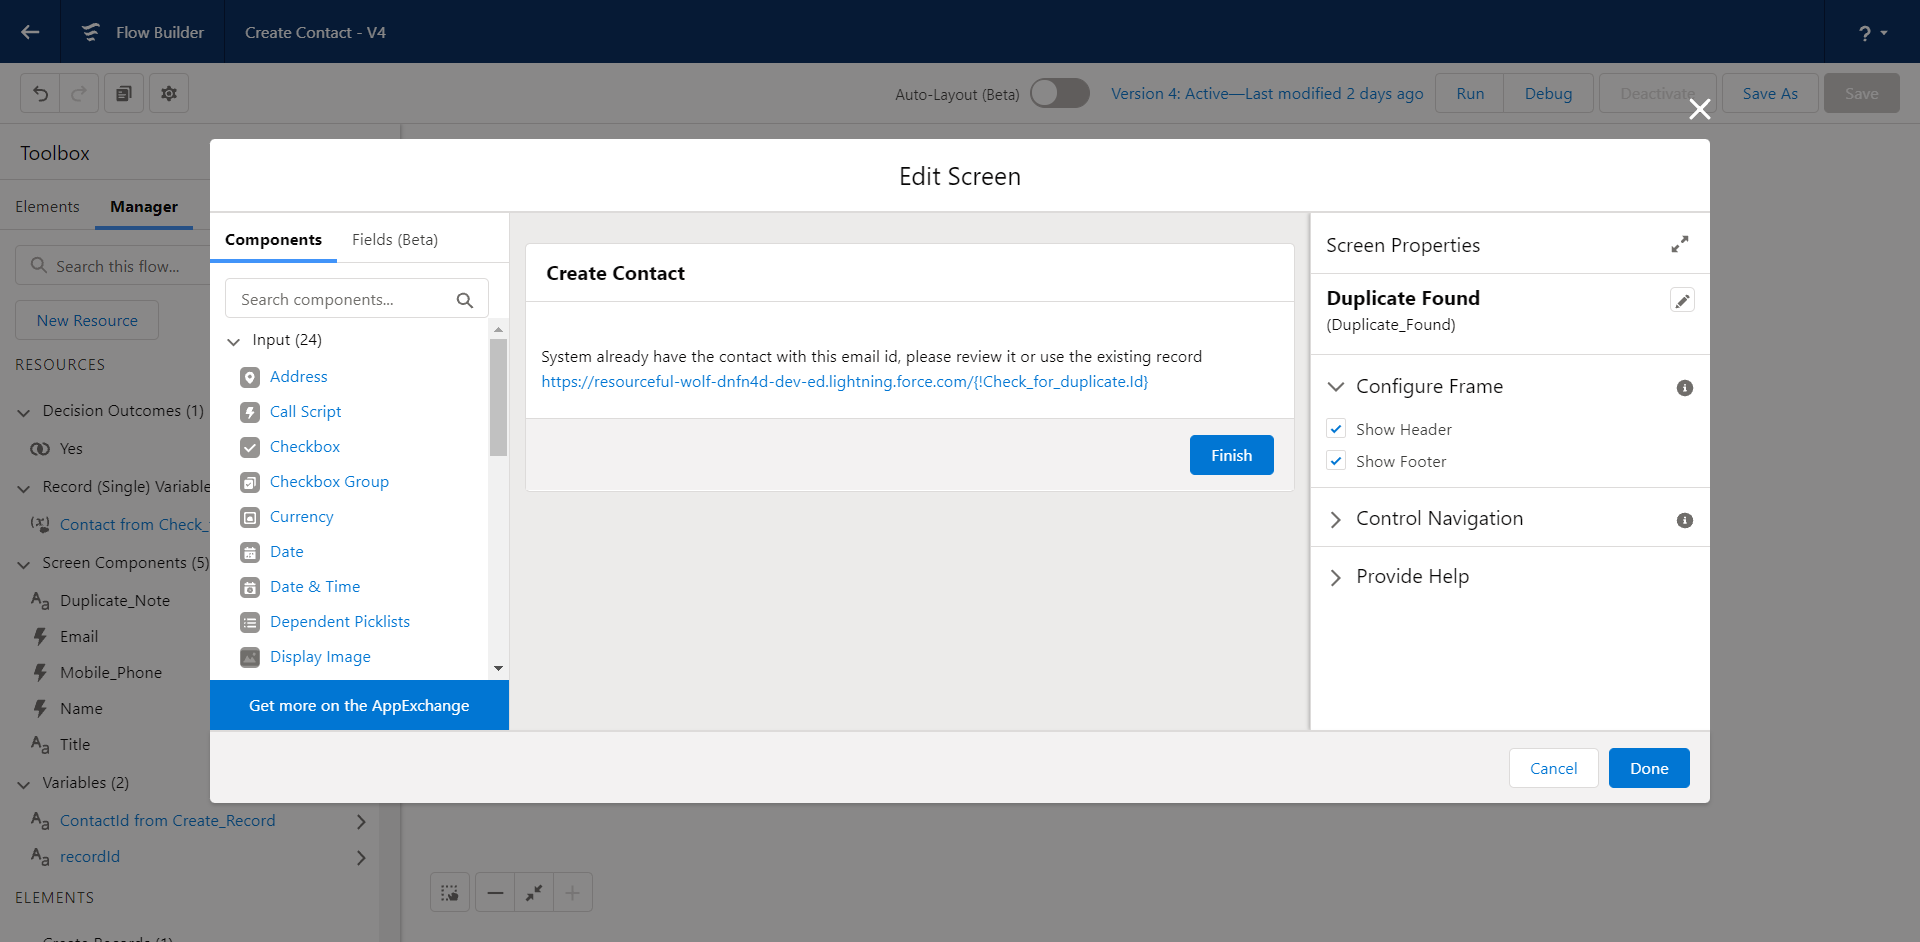 Flow Builder
Create Contact - V4
?
Auto-Layout (Beta)
Version 4: Active—Last modified 2 days ago
Run
Debug
Deactivate
Save As
Save
Toolbox
Elements
Manager
Search this flow...
New Resource
RESOURCES
Decision Outcomes (1)
Yes
Record (Single) Variable
Contact from Check_
Screen Components (5)
Duplicate_Note
Email
Mobile_Phone
Name
Title
Variables (2)
ContactId from Create_Record
recordId
ELEMENTS
Create Records (1)
Edit Screen
Components
Fields (Beta)
Search components...
Input (24)
Address
Call Script
Checkbox
Checkbox Group
Currency
Date
Date & Time
Dependent Picklists
Display Image
Get more on the AppExchange
Create Contact
System already have the contact with this email id, please review it or use the existing record
https://resourceful-wolf-dnfn4d-dev-ed.lightning.force.com/{!Check_for_duplicate.Id}
Finish
Screen Properties
Duplicate Found
(Duplicate_Found)
Configure Frame
Show Header
Show Footer
Control Navigation
Provide Help
Cancel
Done